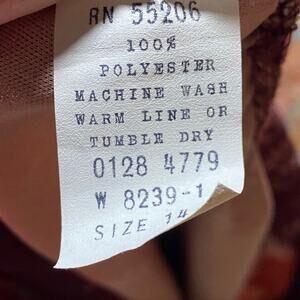 RN 55206
100%
POLYESTER
MACHINE WASH
WARM LINE OR
TUMBLE DRY
0128 4779
W 8239-1
SIZE 14